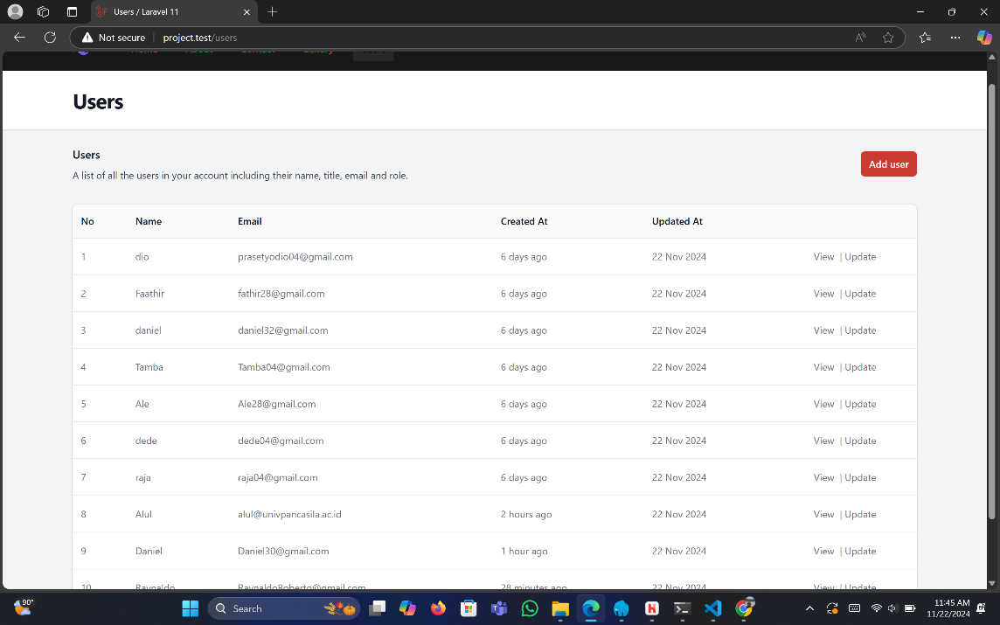 Users / Laravel 11
Not secure
project.test/users
Home About Contact Gallery
Users
Users
A list of all the users in your account including their name, title, email and role.
Add user
No Name Email Created At Updated At
1 dio prasetyodio04@gmail.com 6 days ago 22 Nov 2024 View | Update
2 Faathir fathir28@gmail.com 6 days ago 22 Nov 2024 View | Update
3 daniel daniel32@gmail.com 6 days ago 22 Nov 2024 View | Update
4 Tamba Tamba04@gmail.com 6 days ago 22 Nov 2024 View | Update
5 Ale Ale28@gmail.com 6 days ago 22 Nov 2024 View | Update
6 dede dede04@gmail.com 6 days ago 22 Nov 2024 View | Update
7 raja raja04@gmail.com 6 days ago 22 Nov 2024 View | Update
8 Alul alul@univpancasila.ac.id 2 hours ago 22 Nov 2024 View | Update
9 Daniel Daniel30@gmail.com 1 hour ago 22 Nov 2024 View | Update
10 Raynaldo RaynaldoRoberto@gmail.com 28 minutes ago 22 Nov 2024 View | Update
90°
Search
11:45 AM
11/22/2024